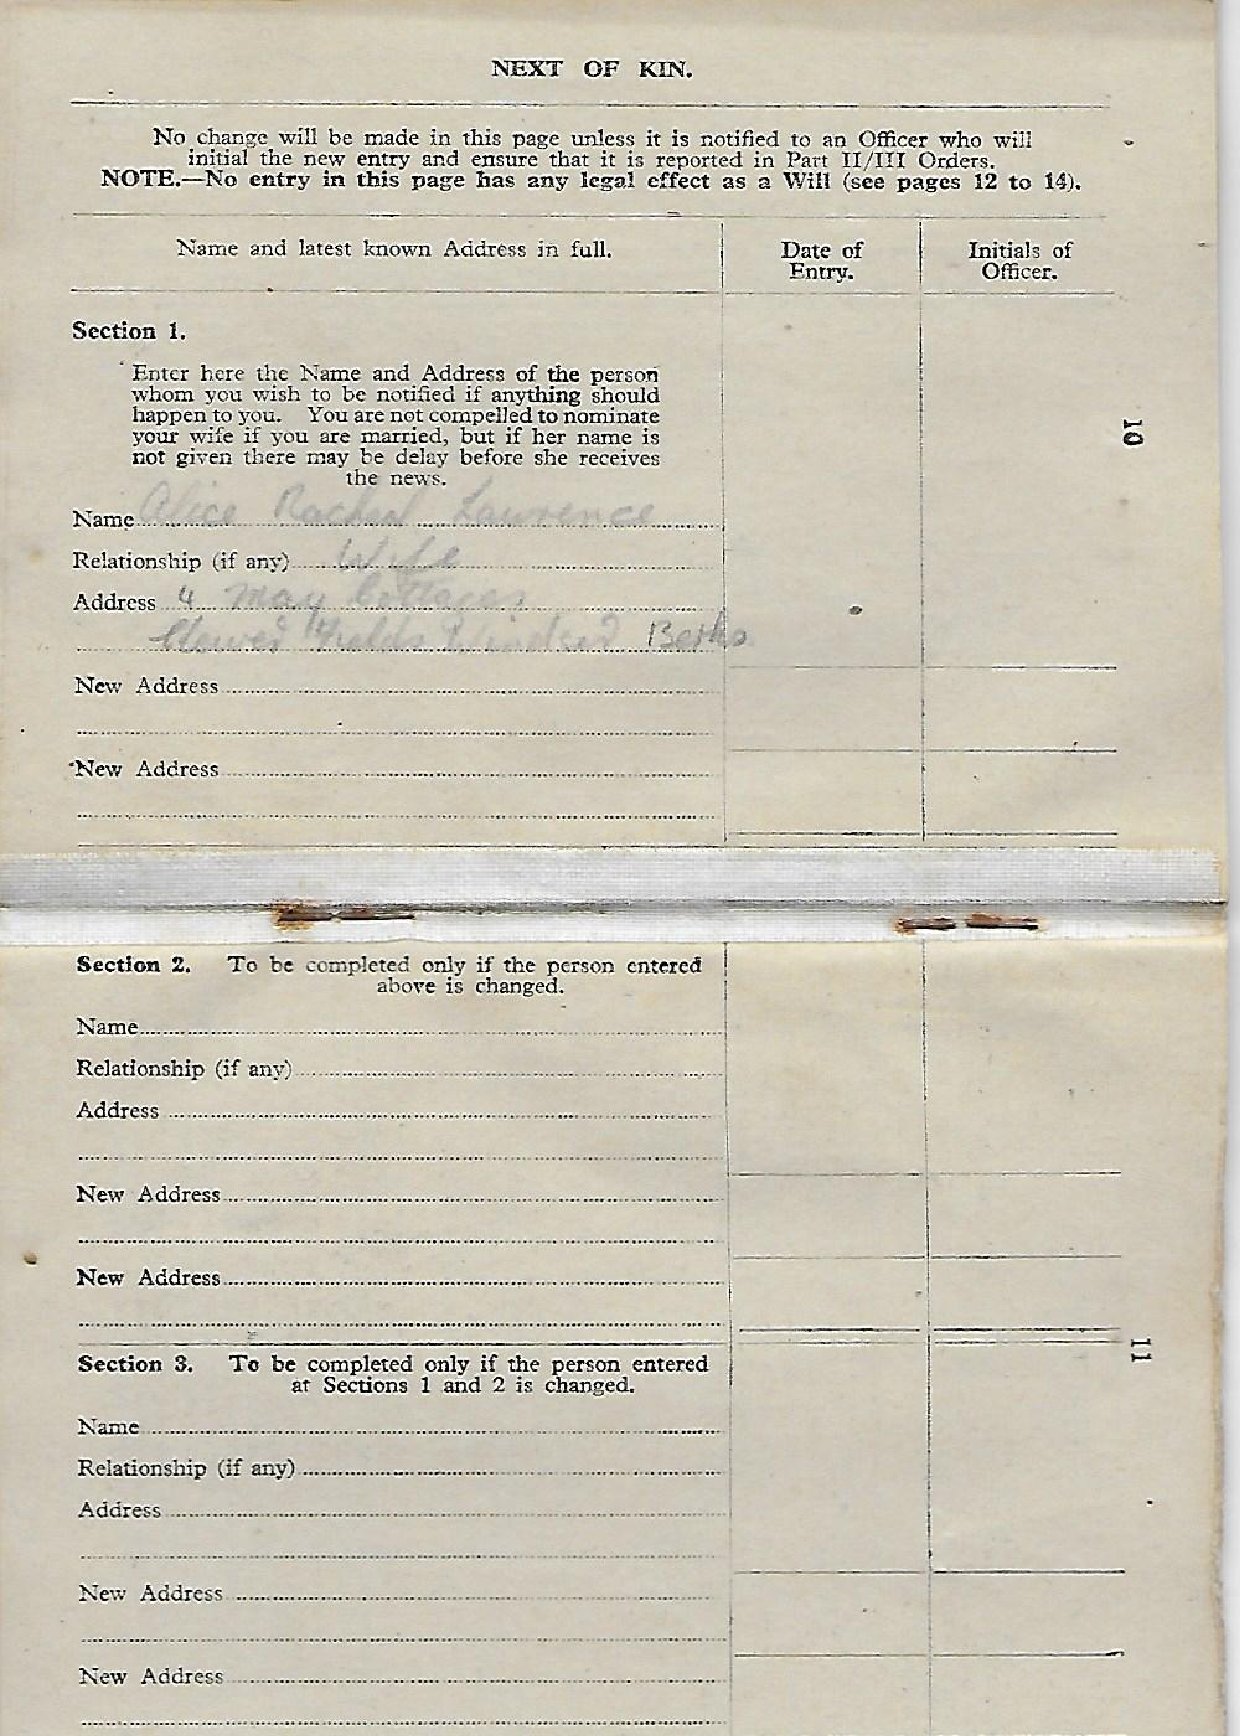 NEXT OF KIN.
No change will be made in this page unless it is notified to an Officer who will
initial the new entry and ensure that it is reported in Part II/III Orders.
NOTE.—No entry in this page has any legal effect as a Will (see pages 12 to 14).
Name and latest known Address in full.
Date of
Entry.
Initials of
Officer.
Section 1.
Enter here the Name and Address of the person
whom you wish to be notified if anything should
happen to you. You are not compelled to nominate
your wife if you are married, but if her name is
not given there may be delay before she receives
the news.
10
Name Alice Rachel Lawrence
Relationship (if any) Wife
Address 4 May Cottages
Fields Windsor Berks
New Address
New Address
Section 2. To be completed only if the person entered
above is changed.
Name
Relationship (if any)
Address
New Address
New Address
11
Section 3. To be completed only if the person entered
at Sections 1 and 2 is changed.
Name
Relationship (if any)
Address
New Address
New Address